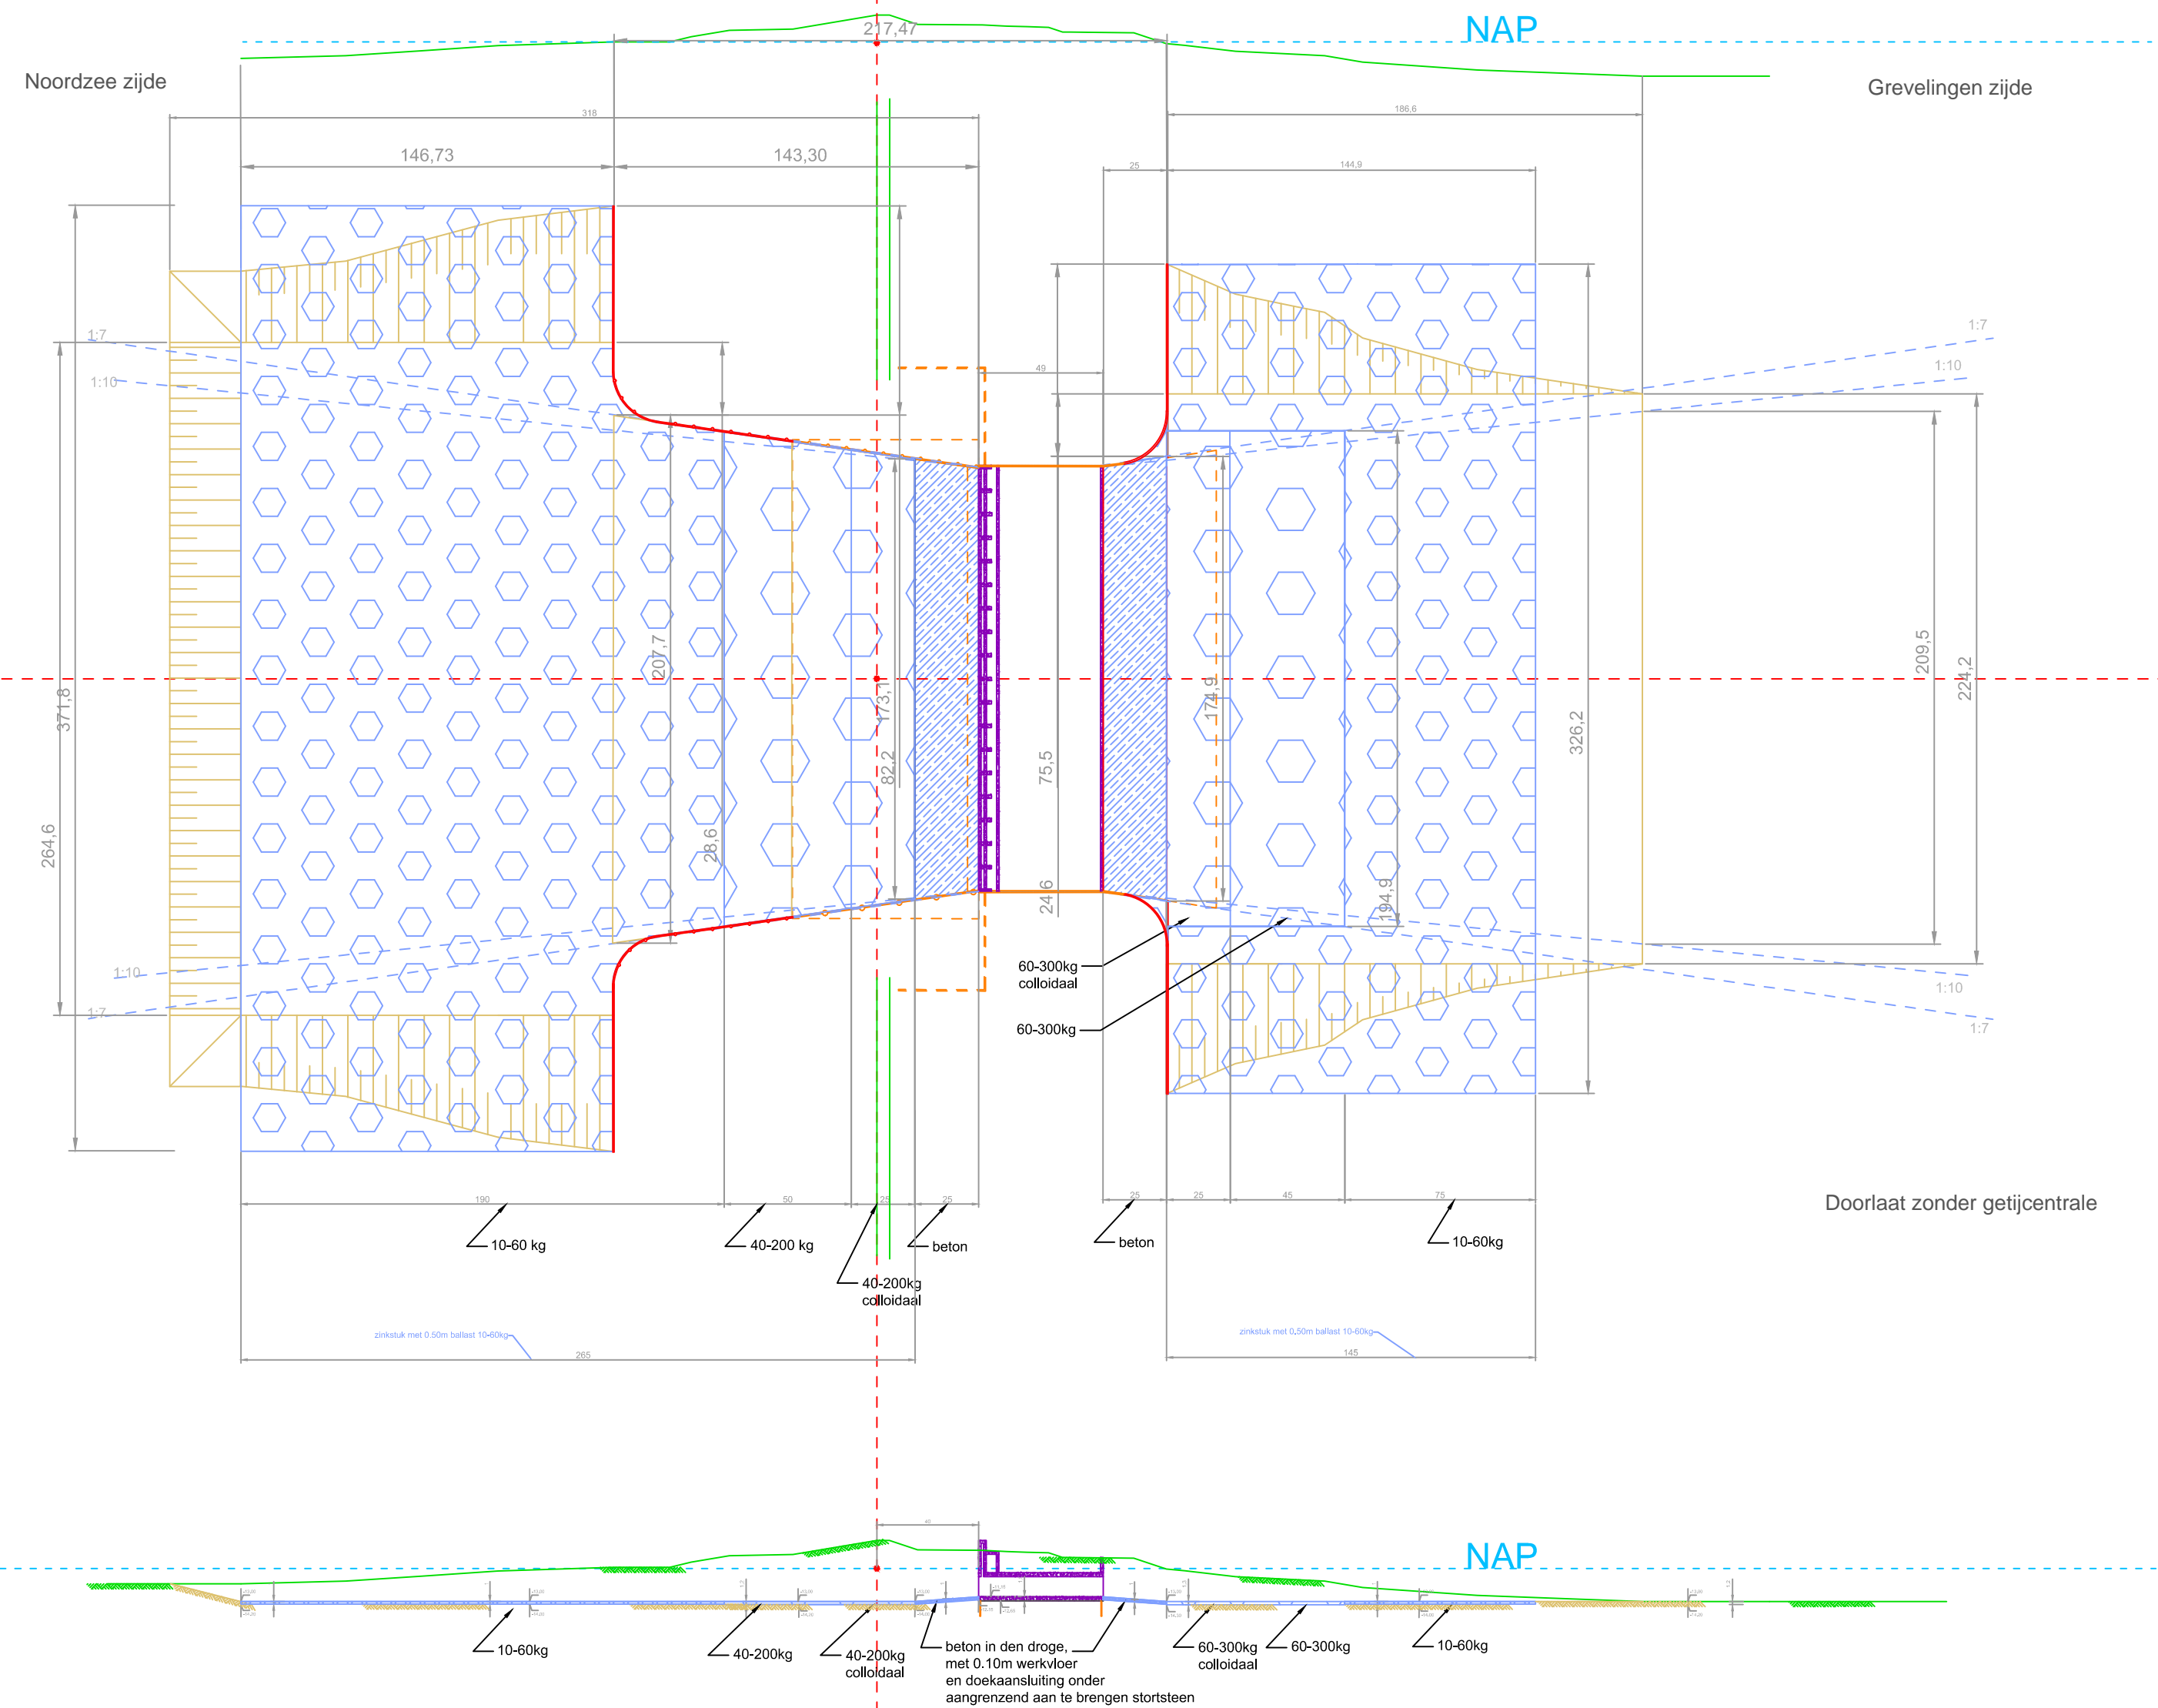 217,47
NAP
Noordzee zijde
Grevelingen zijde
318
186,6
146,73
143,30
25
144,9
1:7
1:7
1:10
1:10
49
207,7
173,1
174,9
209,5
224,2
371,8
326,2
82,2
75,5
264,6
28,6
24,6
194,9
60-300kg
colloidaal
1:10
1:10
1:7
1:7
60-300kg
190
50
25
25
25
25
45
75
Doorlaat zonder getijcentrale
10-60 kg
40-200 kg
beton
beton
10-60kg
40-200kg
colloidaal
zinkstuk met 0.50m ballast 10-60kg
zinkstuk met 0.50m ballast 10-60kg
265
145
40
NAP
10-60kg
40-200kg
40-200kg
colloidaal
beton in den droge,
met 0.10m werkvloer
en doekaansluiting onder
aangrenzend aan te brengen stortsteen
60-300kg
colloidaal
60-300kg
10-60kg